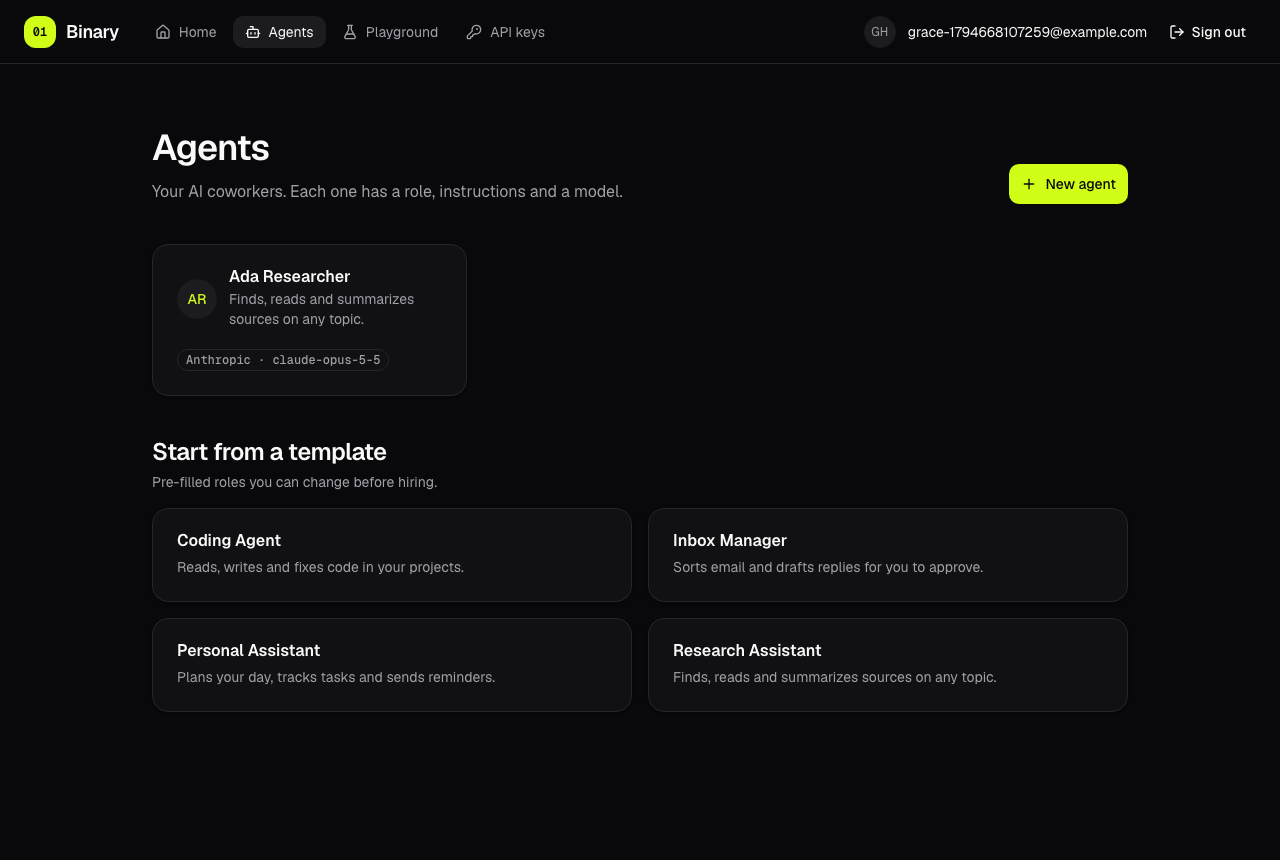 01 Binary Home Agents Playground API keys GH grace-1794668107259@example.com Sign out
Agents
Your AI coworkers. Each one has a role, instructions and a model.
New agent
AR
Ada Researcher
Finds, reads and summarizes
sources on any topic.
Anthropic · claude-opus-5-5
Start from a template
Pre-filled roles you can change before hiring.
Coding Agent
Reads, writes and fixes code in your projects.
Inbox Manager
Sorts email and drafts replies for you to approve.
Personal Assistant
Plans your day, tracks tasks and sends reminders.
Research Assistant
Finds, reads and summarizes sources on any topic.